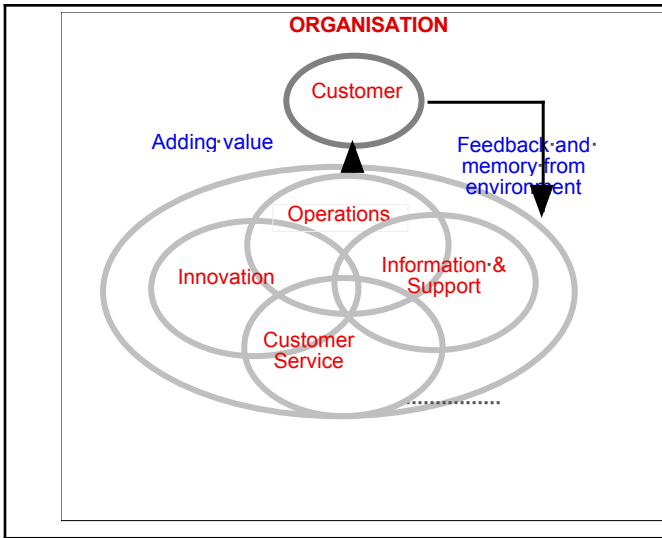 ORGANISATION
Customer
Adding value
Feedback and
memory from
environment
Operations
Innovation
Information &
Support
Customer
Service